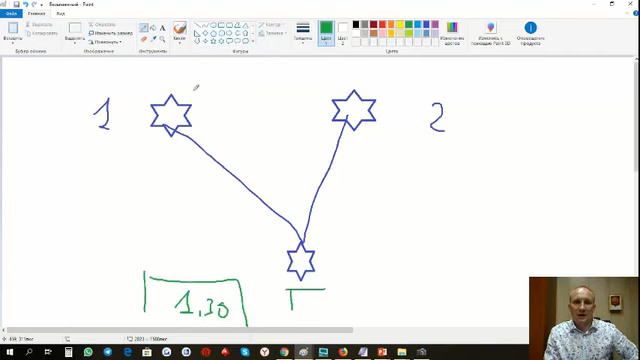 Безымянный - Paint
Файл Главная Вид
Вставить Вырезать Копировать Выделить Обрезать Изменить размер Повернуть Кисти Контур Заливка Толщина Цвет 1 Цвет 2 Изменение цветов Изменить с помощью Paint 3D Оповещение о продукте
Буфер обмена Изображение Инструменты Фигуры Цвета
1 2
1,30 Г